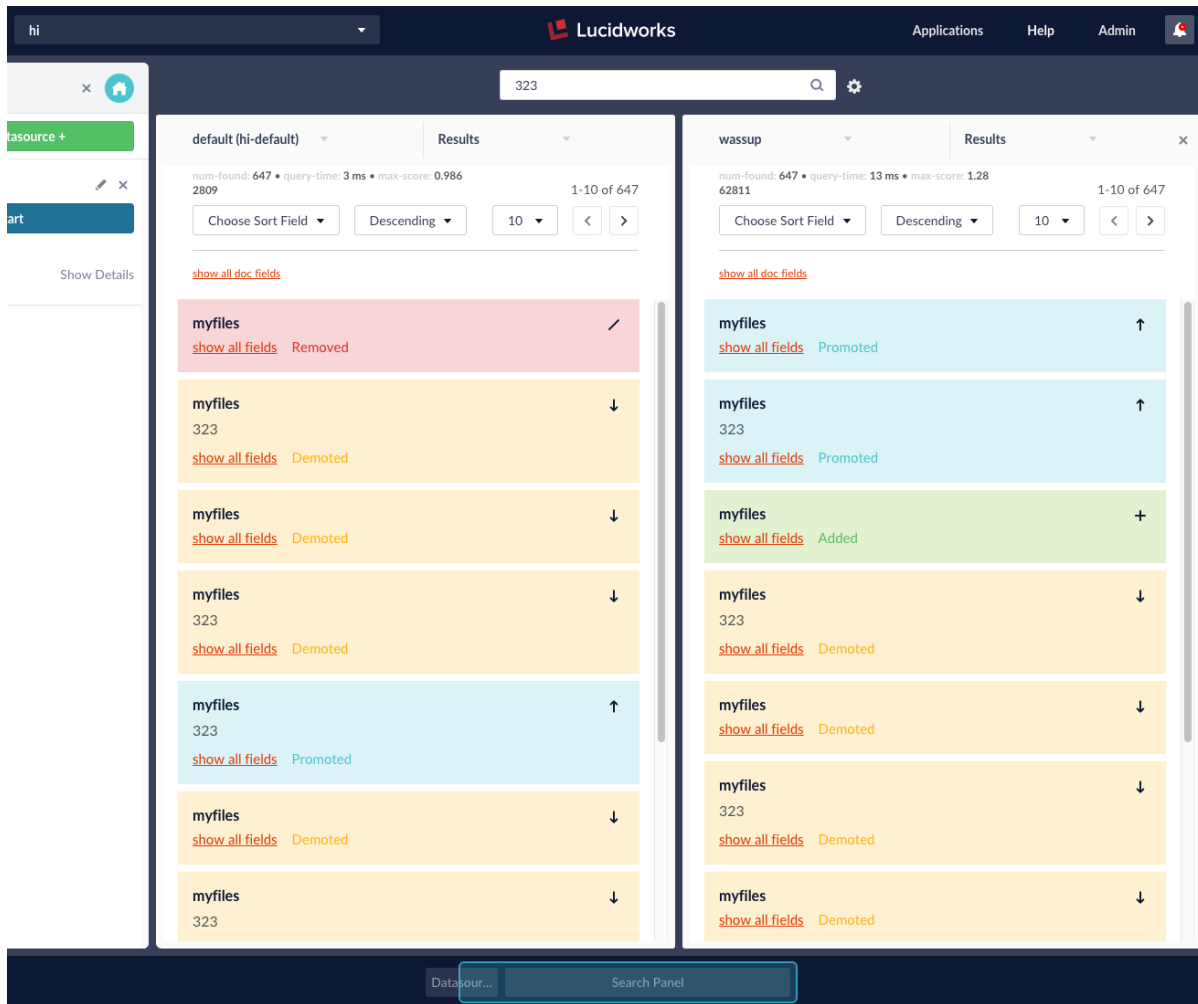 hi
Lucidworks
Applications
Help
Admin
323
tasource +
art
Show Details
default (hi-default)
Results
num-found: 647 • query-time: 3 ms • max-score: 0.986
2809
1-10 of 647
Choose Sort Field
Descending
10
show all doc fields
myfiles
show all fields Removed
myfiles
323
show all fields Demoted
myfiles
show all fields Demoted
myfiles
323
show all fields Demoted
myfiles
323
show all fields Promoted
myfiles
show all fields Demoted
myfiles
323
wassup
Results
num-found: 647 • query-time: 13 ms • max-score: 1.28
62811
1-10 of 647
Choose Sort Field
Descending
10
show all doc fields
myfiles
show all fields Promoted
myfiles
323
show all fields Promoted
myfiles
show all fields Added
myfiles
323
show all fields Demoted
myfiles
show all fields Demoted
myfiles
323
show all fields Demoted
myfiles
show all fields Demoted
Datasour...
Search Panel